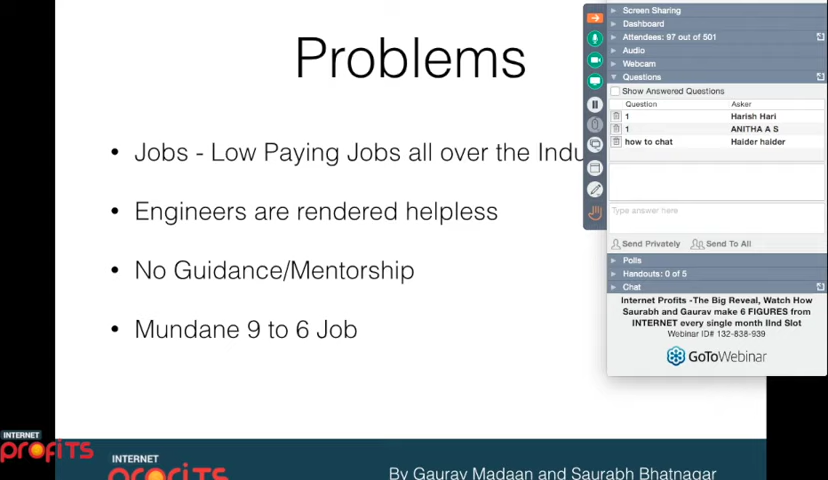 Problems
• Jobs - Low Paying Jobs all over the Indu
• Engineers are rendered helpless
• No Guidance/Mentorship
• Mundane 9 to 6 Job
INTERNET
PROFITS
INTERNET
PROFITS
By Gaurav Madaan and Saurabh Bhatnagar
Screen Sharing
Dashboard
Attendees: 97 out of 501
Audio
Webcam
Questions
Show Answered Questions
Question Asker
1 Harish Hari
1 ANITHA A S
how to chat Haider haider
Type answer here
Send Privately Send To All
Polls
Handouts: 0 of 5
Chat
Internet Profits -The Big Reveal, Watch How
Saurabh and Gaurav make 6 FIGURES from
INTERNET every single month IInd Slot
Webinar ID# 132-838-939
GoToWebinar